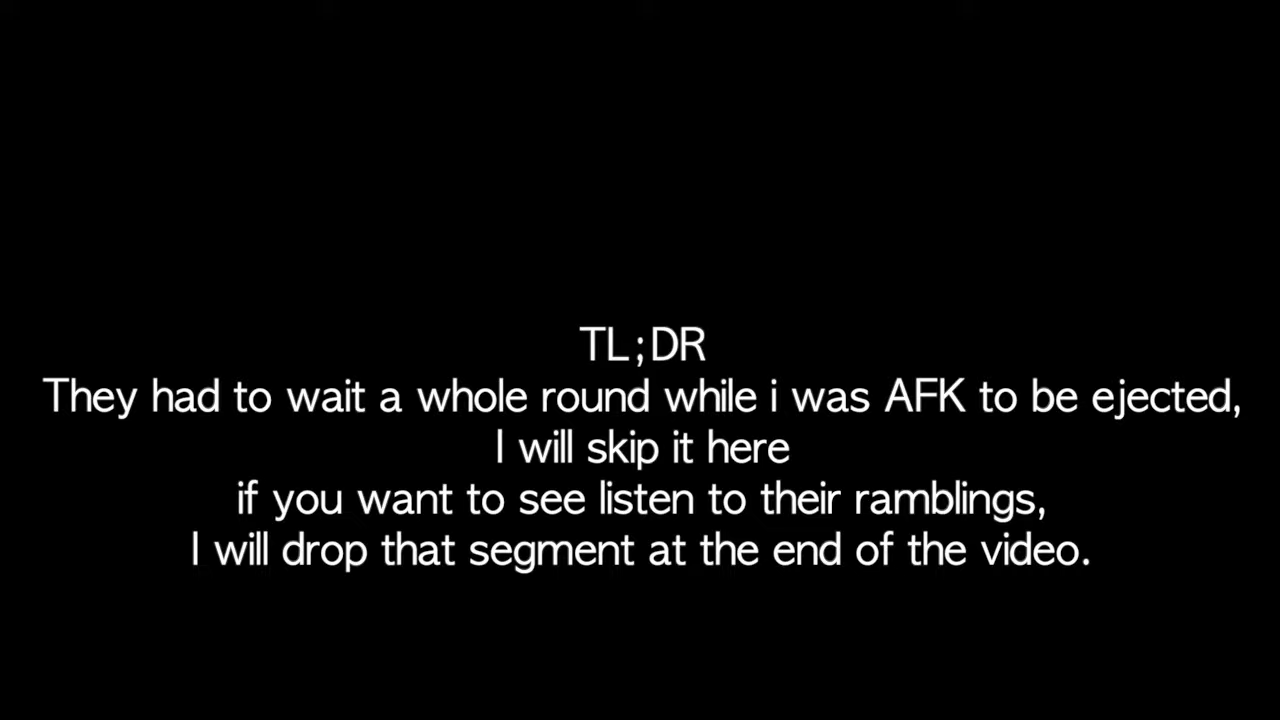 TL;DR
They had to wait a whole round while i was AFK to be ejected,
I will skip it here
if you want to see listen to their ramblings,
I will drop that segment at the end of the video.